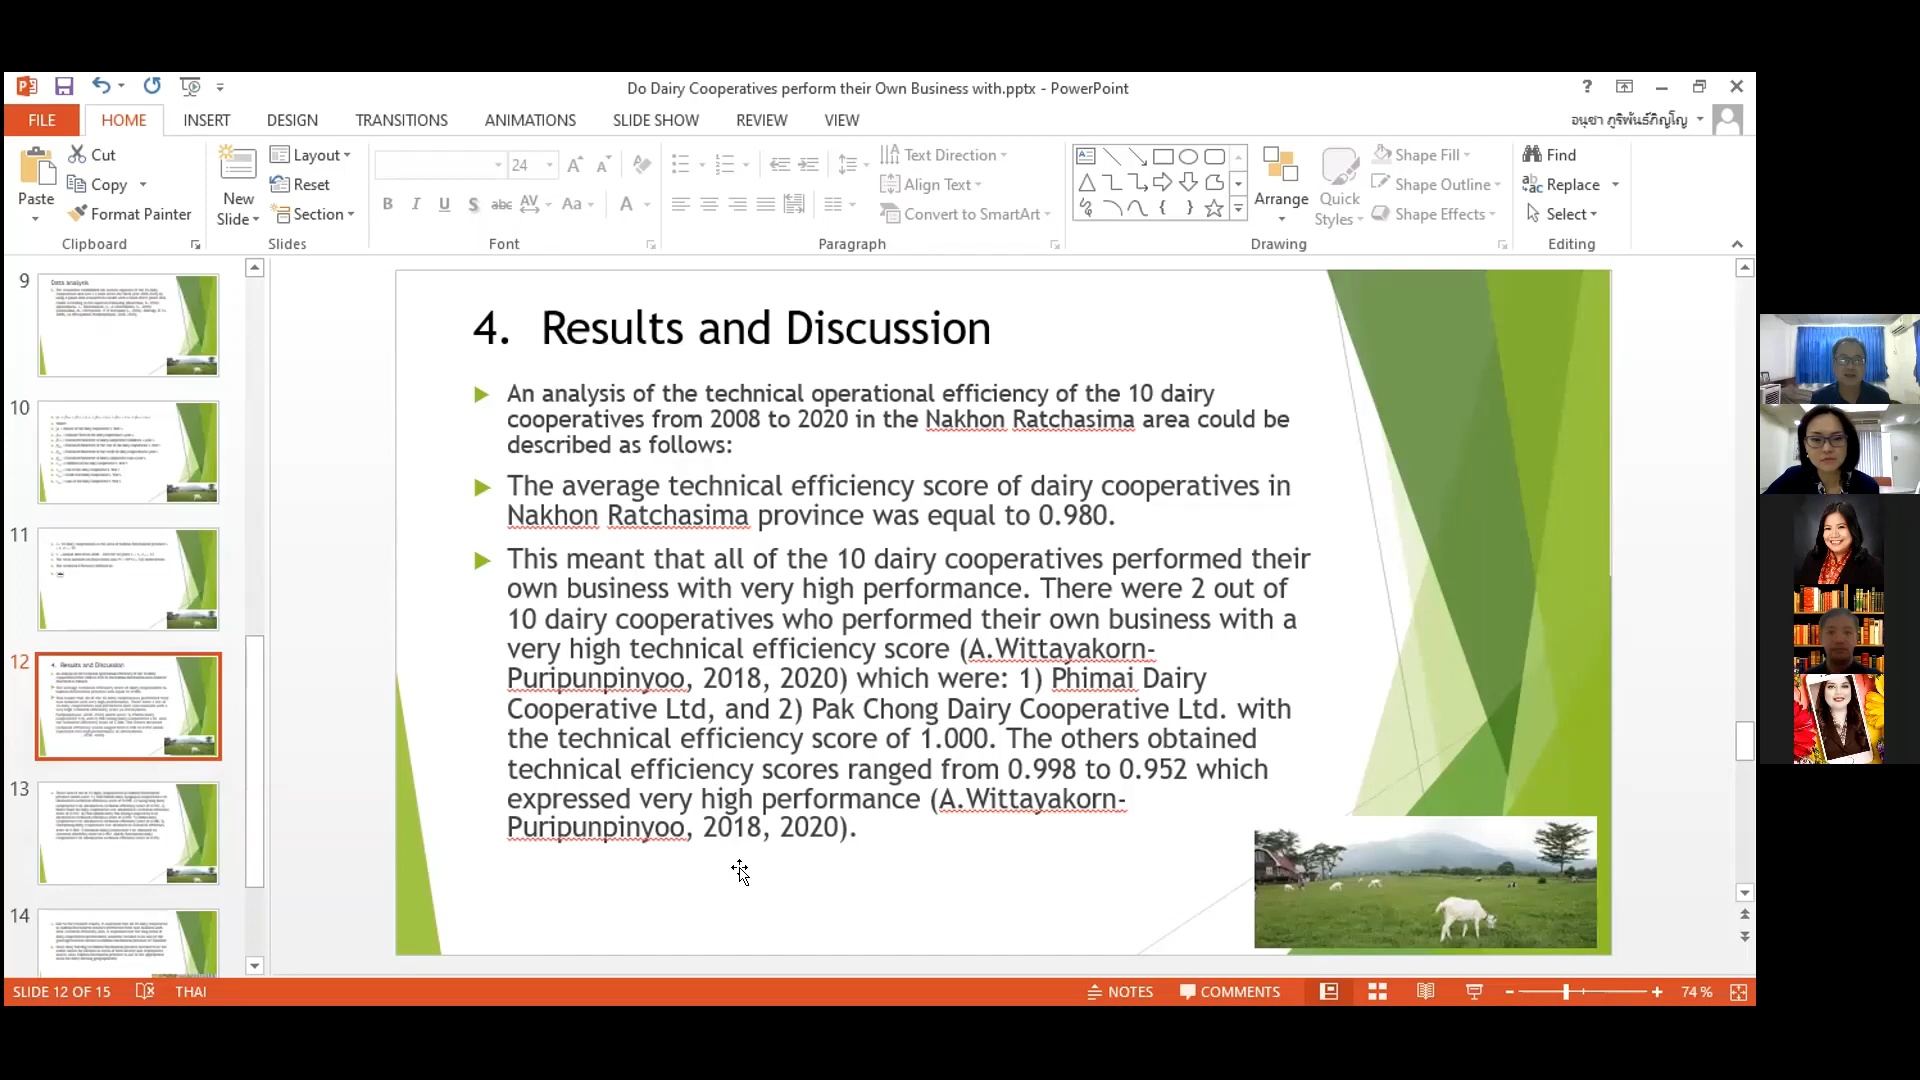 Do Dairy Cooperatives perform their Own Business with.pptx - PowerPoint
FILE HOME INSERT DESIGN TRANSITIONS ANIMATIONS SLIDE SHOW REVIEW VIEW
อนุชา ภูริพันธ์ภิญโญ
Paste
Cut
Copy
Format Painter
Clipboard
New
Slide
Layout
Reset
Section
Slides
24
B I U S abc AV Aa A
Font
Text Direction
Align Text
Convert to SmartArt
Paragraph
Arrange
Quick
Styles
Shape Fill
Shape Outline
Shape Effects
Drawing
Find
Replace
Select
Editing
9
Data analysis
10
11
12
4. Results and Discussion
13
14
4. Results and Discussion
An analysis of the technical operational efficiency of the 10 dairy
cooperatives from 2008 to 2020 in the Nakhon Ratchasima area could be
described as follows:
The average technical efficiency score of dairy cooperatives in
Nakhon Ratchasima province was equal to 0.980.
This meant that all of the 10 dairy cooperatives performed their
own business with very high performance. There were 2 out of
10 dairy cooperatives who performed their own business with a
very high technical efficiency score (A.Wittayakorn-
Puripunpinyoo, 2018, 2020) which were: 1) Phimai Dairy
Cooperative Ltd, and 2) Pak Chong Dairy Cooperative Ltd. with
the technical efficiency score of 1.000. The others obtained
technical efficiency scores ranged from 0.998 to 0.952 which
expressed very high performance (A.Wittayakorn-
Puripunpinyoo, 2018, 2020).
SLIDE 12 OF 15 THAI NOTES COMMENTS 74 %